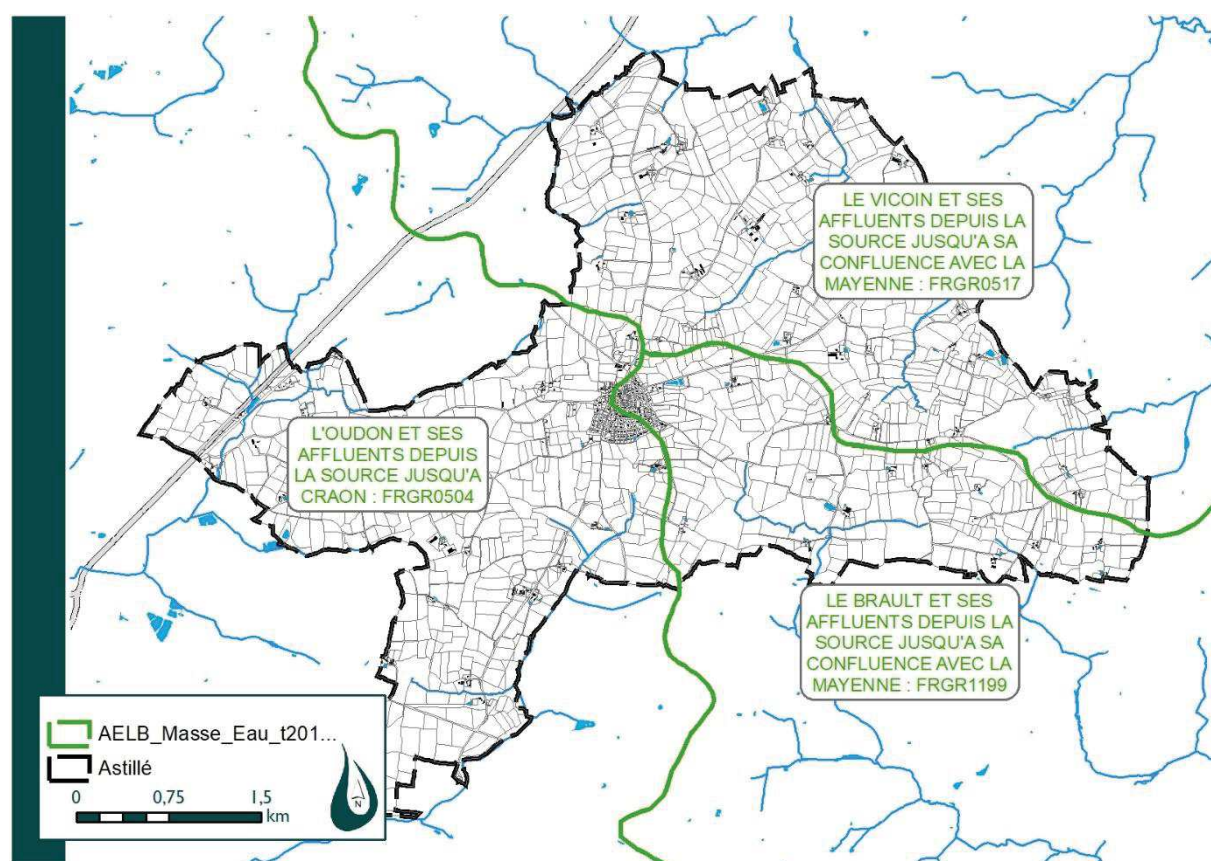 LE VICOIN ET SES
AFFLUENTS DEPUIS LA
SOURCE JUSQU'A SA
CONFLUENCE AVEC LA
MAYENNE : FRGR0517
L'OUDON ET SES
AFFLUENTS DEPUIS
LA SOURCE JUSQU'A
CRAON : FRGR0504
LE BRAULT ET SES
AFFLUENTS DEPUIS LA
SOURCE JUSQU'A SA
CONFLUENCE AVEC LA
MAYENNE : FRGR1199
AELB_Masse_Eau_t201...
Astillé
0 0,75 1,5
km
N